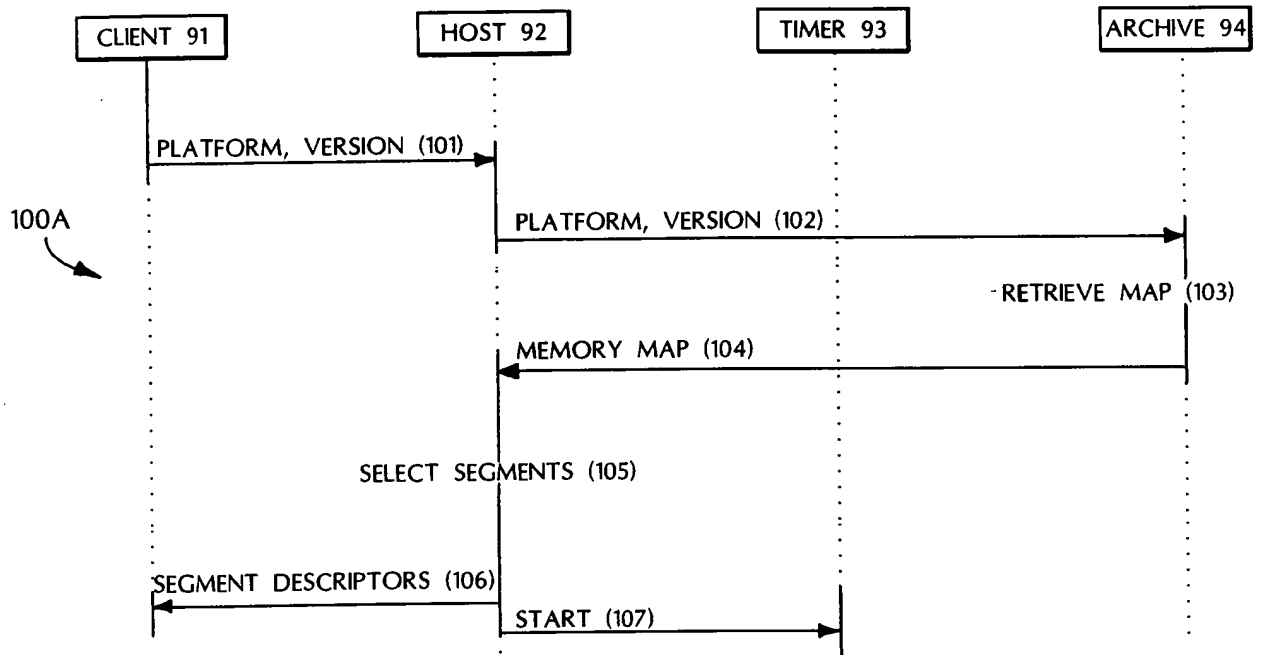 CLIENT 91
HOST 92
TIMER 93
ARCHIVE 94
PLATFORM, VERSION (101)
100A
PLATFORM, VERSION (102)
RETRIEVE MAP (103)
MEMORY MAP (104)
SELECT SEGMENTS (105)
SEGMENT DESCRIPTORS (106)
START (107)